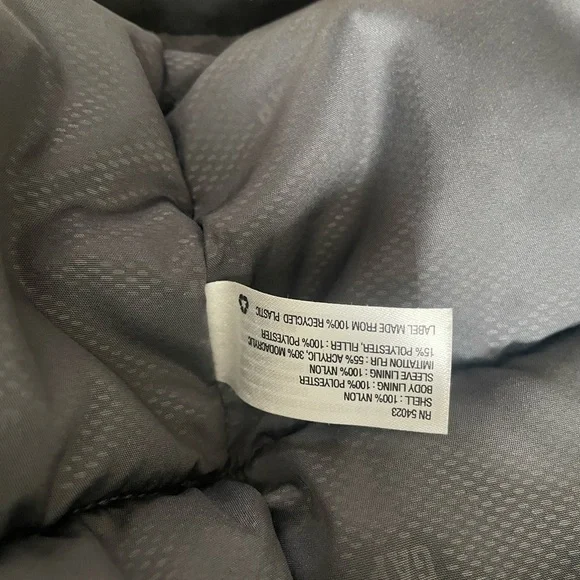 RN 54023
SHELL : 100% NYLON
BODY LINING : 100% POLYESTER
SLEEVE LINING : 100% NYLON
IMITATION FUR : 55% ACRYLIC, 30% MODACRYLIC
15% POLYESTER, FILLER : 100% POLYESTER
LABEL MADE FROM 100% RECYCLED PLASTIC